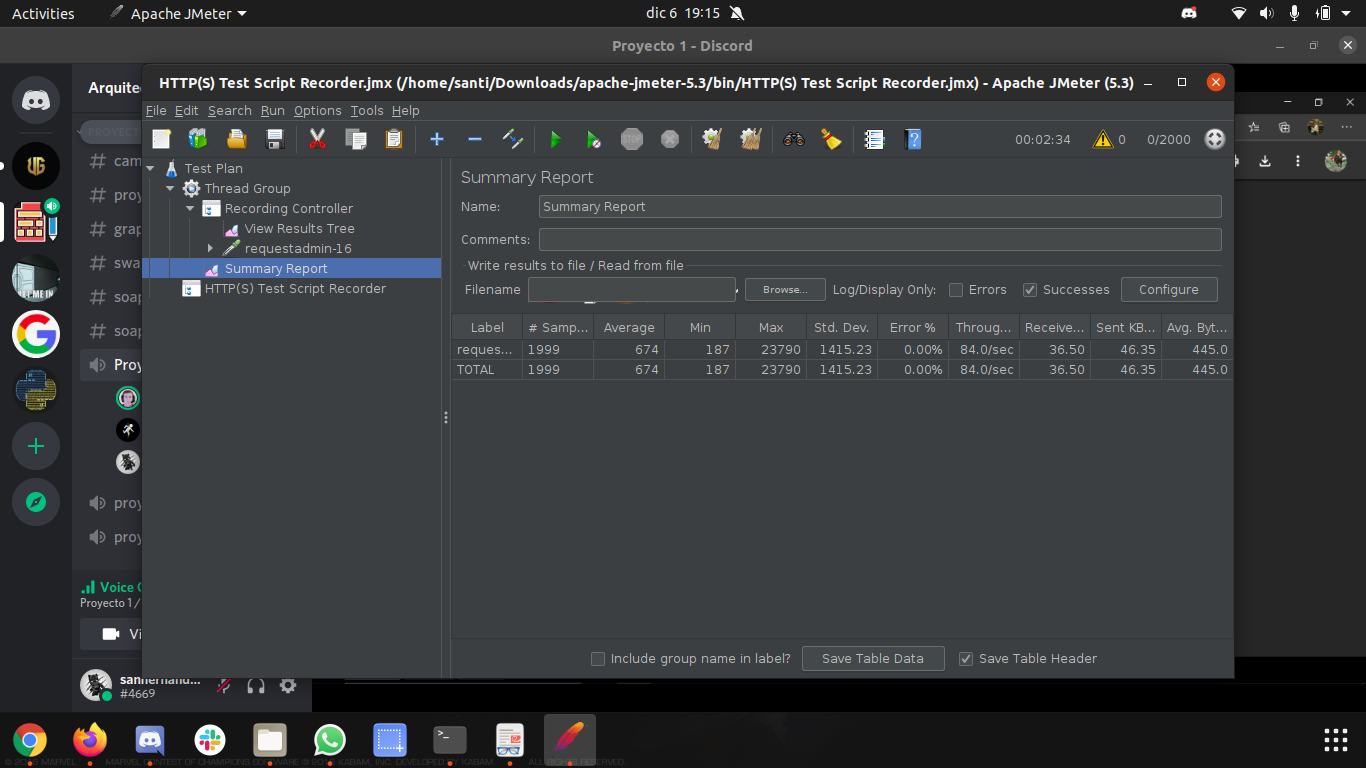 Activities Apache JMeter dic 6 19:15
Proyecto 1 - Discord
HTTP(S) Test Script Recorder.jmx (/home/santi/Downloads/apache-jmeter-5.3/bin/HTTP(S) Test Script Recorder.jmx) - Apache JMeter (5.3)
File Edit Search Run Options Tools Help
00:02:34 0 0/2000
STOP
Arquite
PROYECT
# cam
# proy
# grap
# swa
# soap
# soap
Proy
proy
proy
Voice C
Proyecto 1 /
Vi
sanhernand...
#4669
Test Plan
Thread Group
Recording Controller
View Results Tree
requestadmin-16
Summary Report
HTTP(S) Test Script Recorder
Summary Report
Name: Summary Report
Comments:
Write results to file / Read from file
Filename Browse... Log/Display Only: Errors Successes Configure
Label # Samp... Average Min Max Std. Dev. Error % Throug... Receive... Sent KB... Avg. Byt...
reques... 1999 674 187 23790 1415.23 0.00% 84.0/sec 36.50 46.35 445.0
TOTAL 1999 674 187 23790 1415.23 0.00% 84.0/sec 36.50 46.35 445.0
Include group name in label? Save Table Data Save Table Header